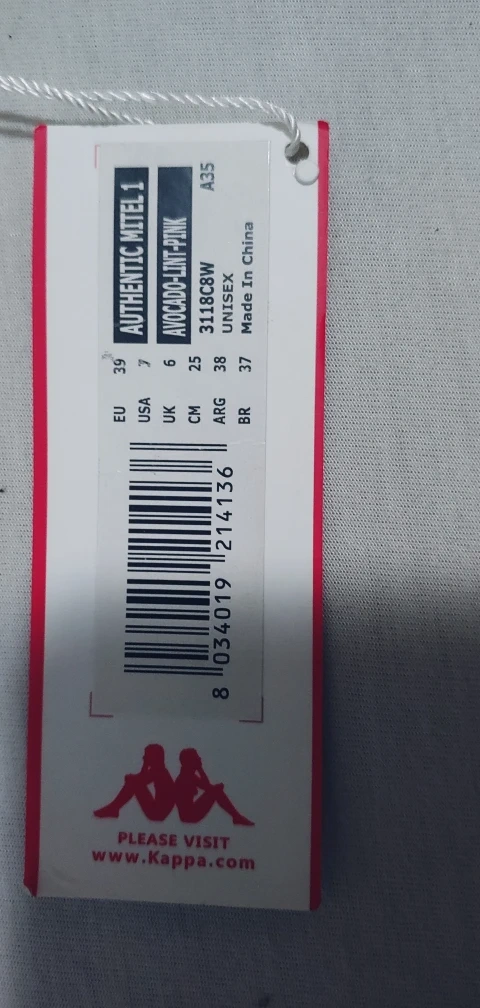 AUTHENTIC MITEL 1
AVOCADO-LINT-PINK
3118C8W A35
UNISEX
Made In China
EU 39
USA 7
UK 6
CM 25
ARG 38
BR 37
8 034019 214136
PLEASE VISIT
www.Kappa.com